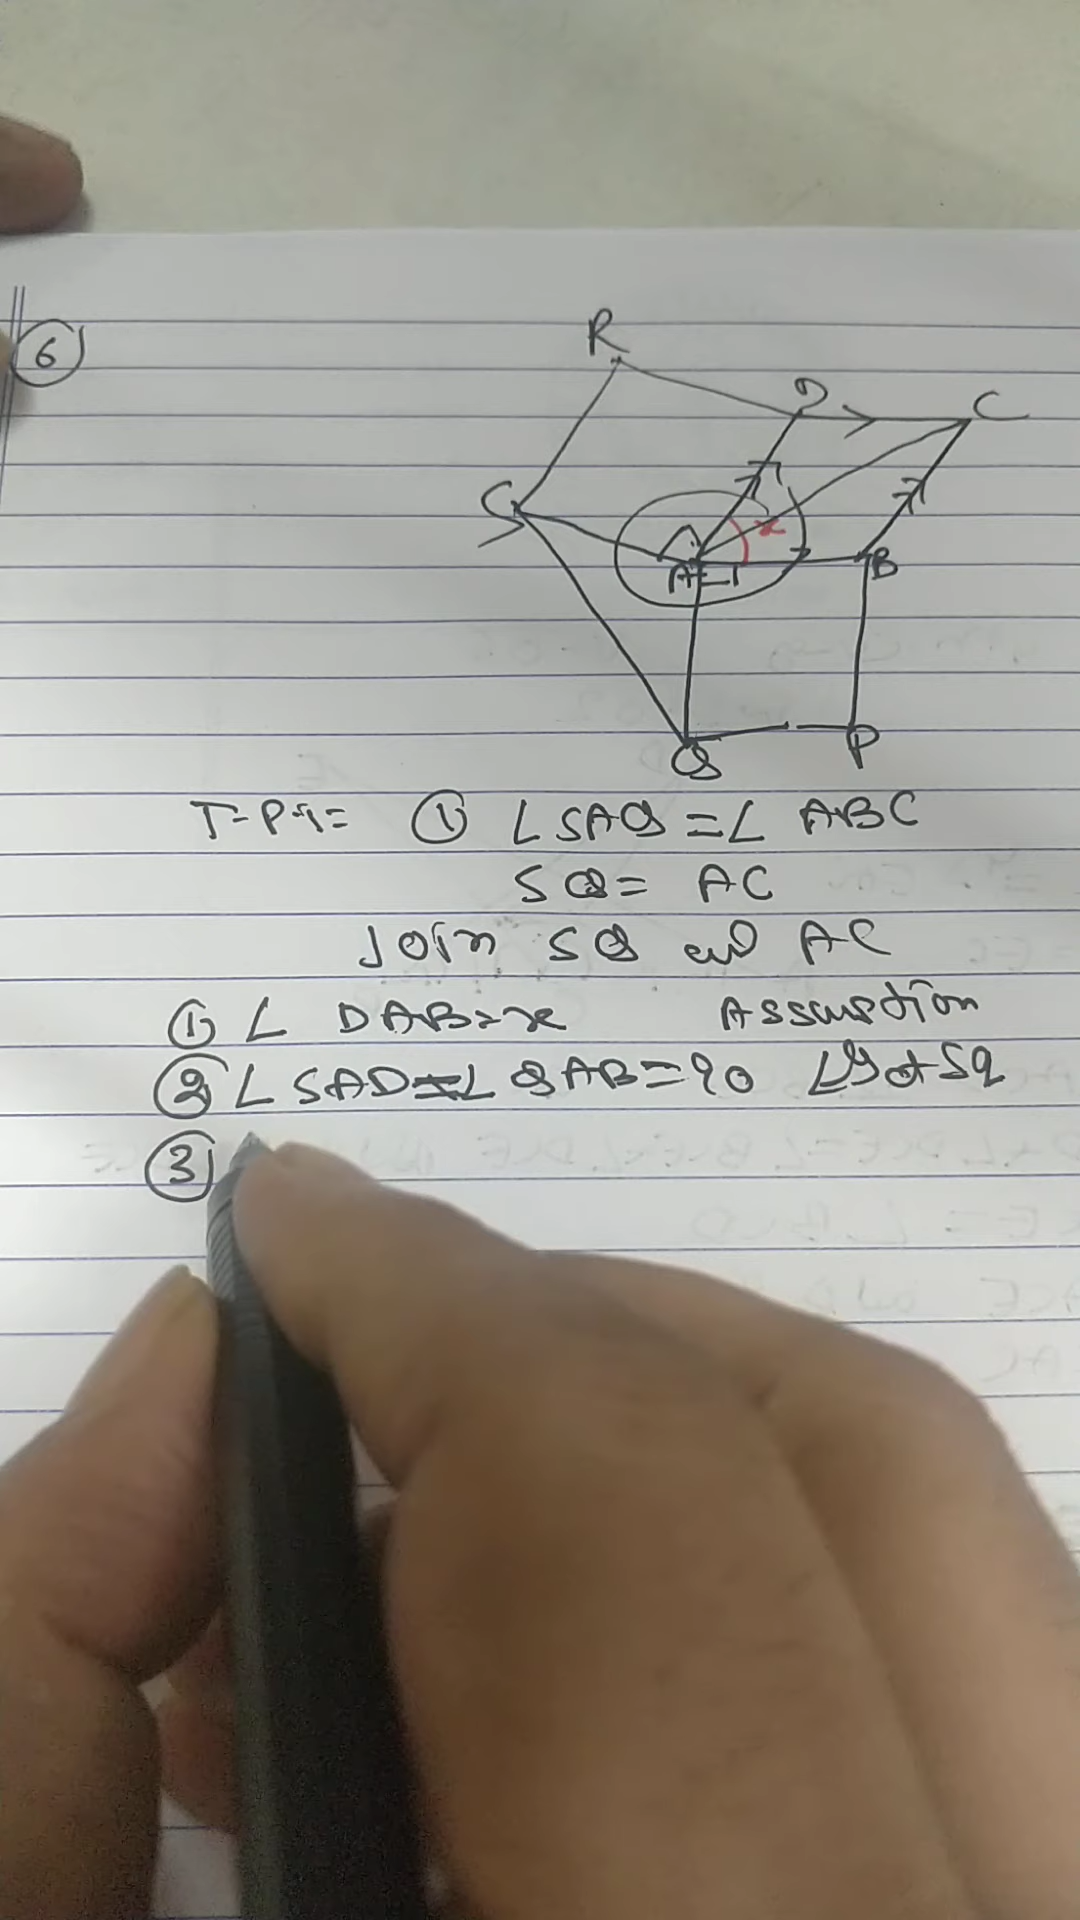 6
R
D C
S x
A B
Q P
T-P-T= ① ∠ SAQ = ∠ ABC
SQ = AC
Join SQ and AC
① ∠ DAB = x Assumption
② ∠ SAD = ∠ QAB = 90 ∠s of Sq
③